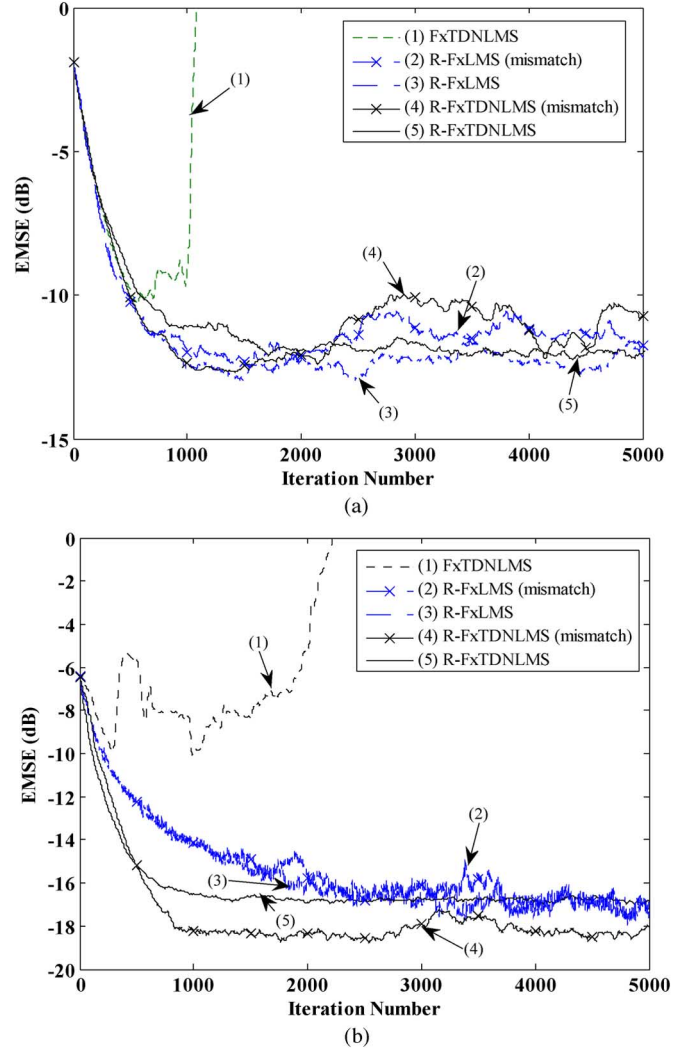 0
-5
-10
-15
EMSE (dB)
(1) FxTDNLMS
(2) R-FxLMS (mismatch)
(3) R-FxLMS
(4) R-FxTDNLMS (mismatch)
(5) R-FxTDNLMS
(1)
(4)
(2)
(3)
(5)
0 1000 2000 3000 4000 5000
Iteration Number
(a)
0
-2
-4
-6
-8
-10
-12
-14
-16
-18
-20
EMSE (dB)
(1) FxTDNLMS
(2) R-FxLMS (mismatch)
(3) R-FxLMS
(4) R-FxTDNLMS (mismatch)
(5) R-FxTDNLMS
(1)
(2)
(3)
(5)
(4)
0 1000 2000 3000 4000 5000
Iteration Number
(b)